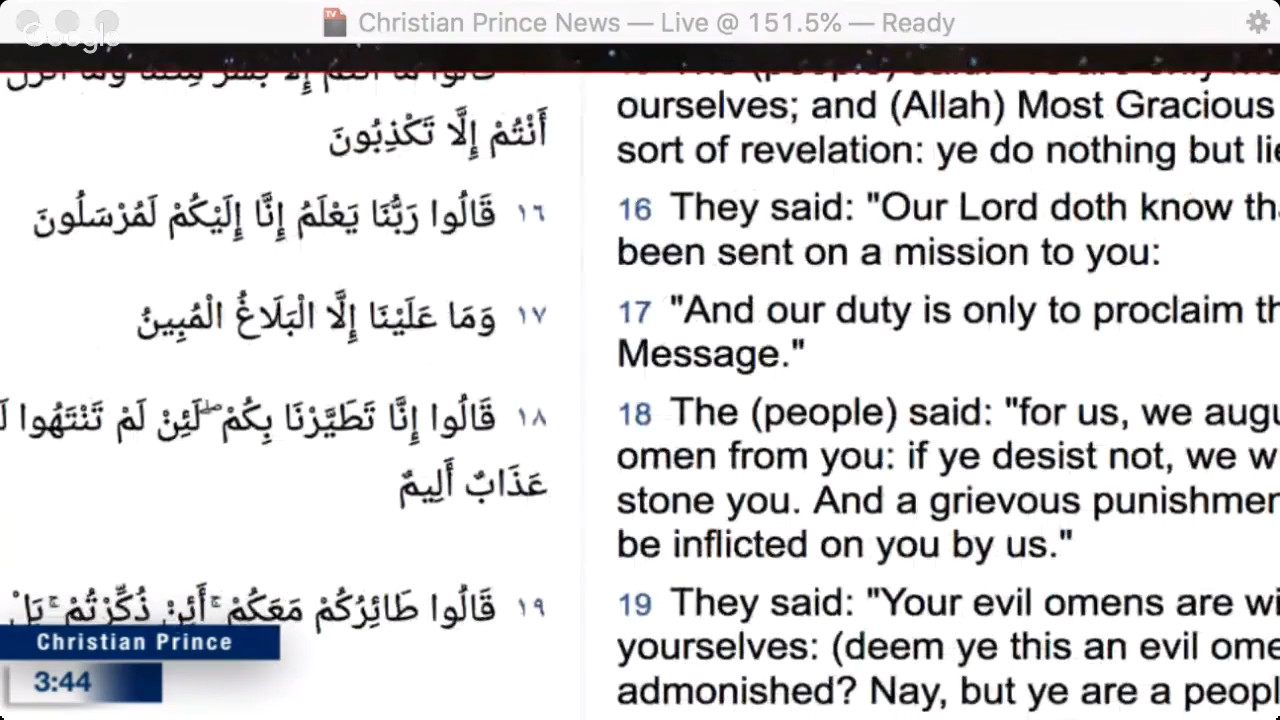 Christian Prince News — Live @ 151.5% — Ready
Google
أَنْتُمْ إِلَّا تَكْذِبُونَ
١٦ قَالُوا رَبُّنَا يَعْلَمُ إِنَّا إِلَيْكُمْ لَمُرْسَلُونَ
١٧ وَمَا عَلَيْنَا إِلَّا الْبَلَاغُ الْمُبِينُ
١٨ قَالُوا إِنَّا تَطَيَّرْنَا بِكُمْ ۖ لَئِنْ لَمْ تَنْتَهُوا
عَذَابٌ أَلِيمٌ
١٩ قَالُوا طَائِرُكُمْ مَعَكُمْ ۚ أَئِنْ ذُكِّرْتُمْ ۚ بَلْ
ourselves; and (Allah) Most Gracious
sort of revelation: ye do nothing but lie
16 They said: "Our Lord doth know tha
been sent on a mission to you:
17 "And our duty is only to proclaim th
Message."
18 The (people) said: "for us, we augu
omen from you: if ye desist not, we w
stone you. And a grievous punishmen
be inflicted on you by us."
19 They said: "Your evil omens are wi
yourselves: (deem ye this an evil ome
admonished? Nay, but ye are a peopl
Christian Prince
3:44